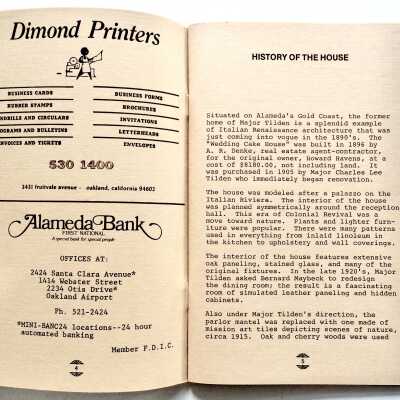 Dimond Printers
BUSINESS CARDS
RUBBER STAMPS
HANDBILLS AND CIRCULARS
PROGRAMS AND BULLETINS
INVOICES AND TICKETS
BUSINESS FORMS
BROCHURES
INVITATIONS
LETTERHEADS
ENVELOPES
530 1400
3431 fruitvale avenue - oakland, california 94602
Alameda Bank
FIRST NATIONAL
A special bank for special people
OFFICES AT:
2424 Santa Clara Avenue*
1414 Webster Street
2234 Otis Drive*
Oakland Airport
Ph. 521-2424
*MINI-BANC24 locations--24 hour
automated banking
Member F.D.I.C.
4
HISTORY OF THE HOUSE
Situated on Alameda's Gold Coast, the former
home of Major Tilden is a splendid example
of Italian Renaissance architecture that was
just coming into vogue in the 1890's. The
"Wedding Cake House" was built in 1896 by
A. R. Denke, real estate agent-contractor,
for the original owner, Howard Havens, at a
cost of $8180.00, not including land. It
was purchased in 1905 by Major Charles Lee
Tilden who immediately began renovation.
The house was modeled after a palazzo on the
Italian Riviera. The interior of the house
was planned symmetrically around the reception
hall. This era of Colonial Revival was a
move toward nature. Plants and lighter furn-
iture were popular. There were many patterns
used in everything from inlaid linoleum in
the kitchen to upholstery and wall coverings.
The interior of the house features extensive
oak paneling, stained glass, and many of the
original fixtures. In the late 1920's, Major
Tilden asked Bernard Maybeck to redesign
the dining room; the result is a fascinating
room of simulated leather paneling and hidden
cabinets.
Also under Major Tilden's direction, the
parlor mantel was replaced with one made of
Mission art tiles depicting scenes of nature,
circa 1915. Oak and cherry woods were used
5